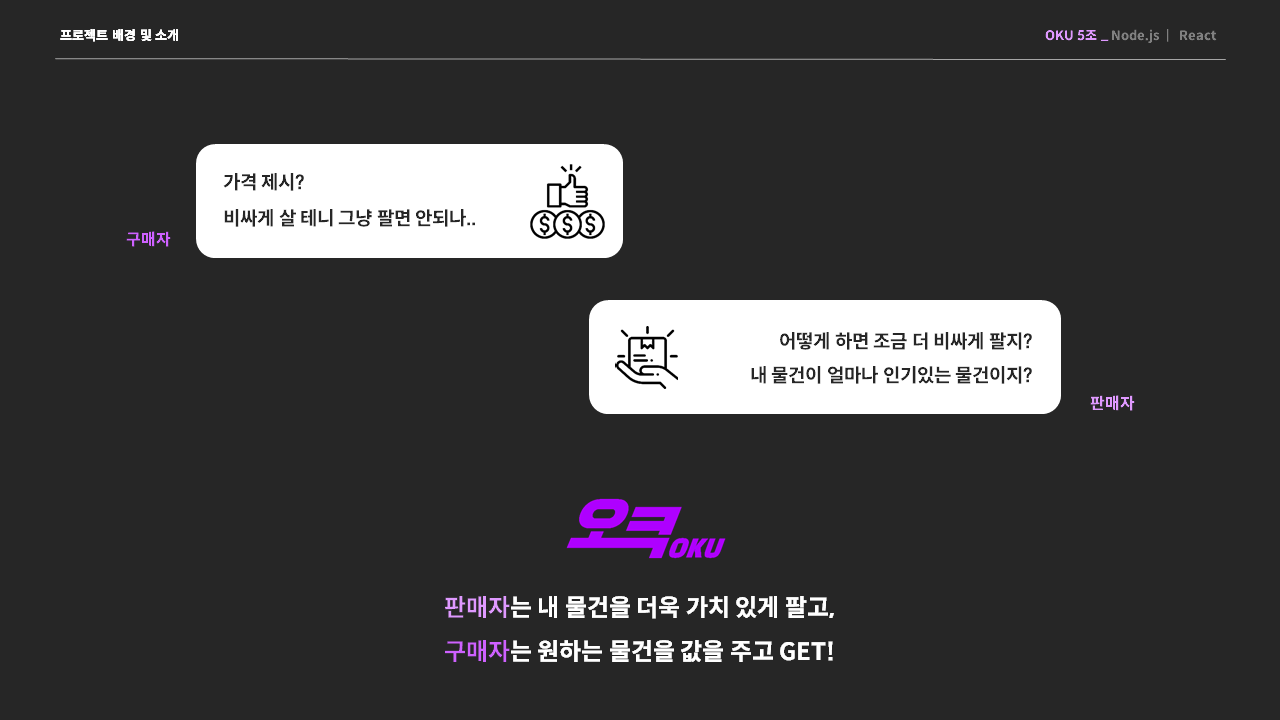 프로젝트 배경 및 소개
OKU 5조 _ Node.js | React
가격 제시?
비싸게 살 테니 그냥 팔면 안되나..
구매자
어떻게 하면 조금 더 비싸게 팔지?
내 물건이 얼마나 인기있는 물건이지?
판매자
오큭 OKU
판매자는 내 물건을 더욱 가치 있게 팔고,
구매자는 원하는 물건을 값을 주고 GET!